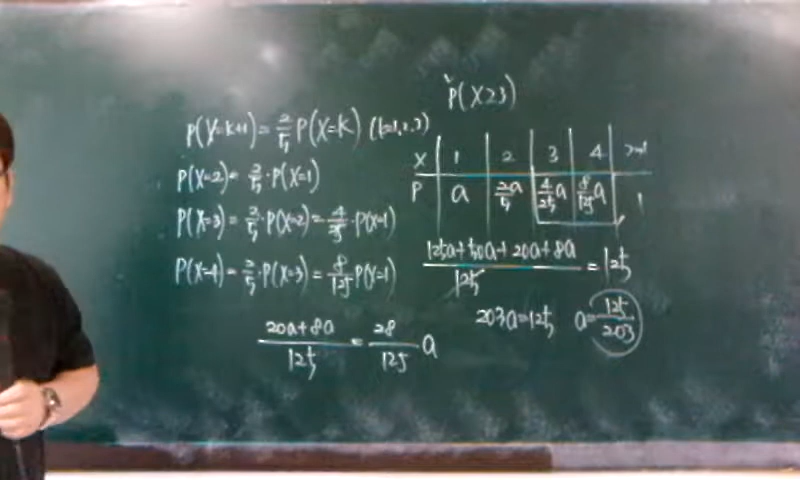 P(X≥3)
P(X=k+1) = 2/5 P(X=k) (k=1,2,3)
P(X=2) = 2/5 · P(X=1)
P(X=3) = 2/5 · P(X=2) = 4/25 · P(X=1)
P(X=4) = 2/5 · P(X=3) = 8/125 P(X=1)
X 1 2 3 4
P a 2/5 a 4/25 a 8/125 a 1
(125a+50a+20a+8a)/125 = 125
203a=125 a=125/203
(20a+8a)/125 = 28/125 a